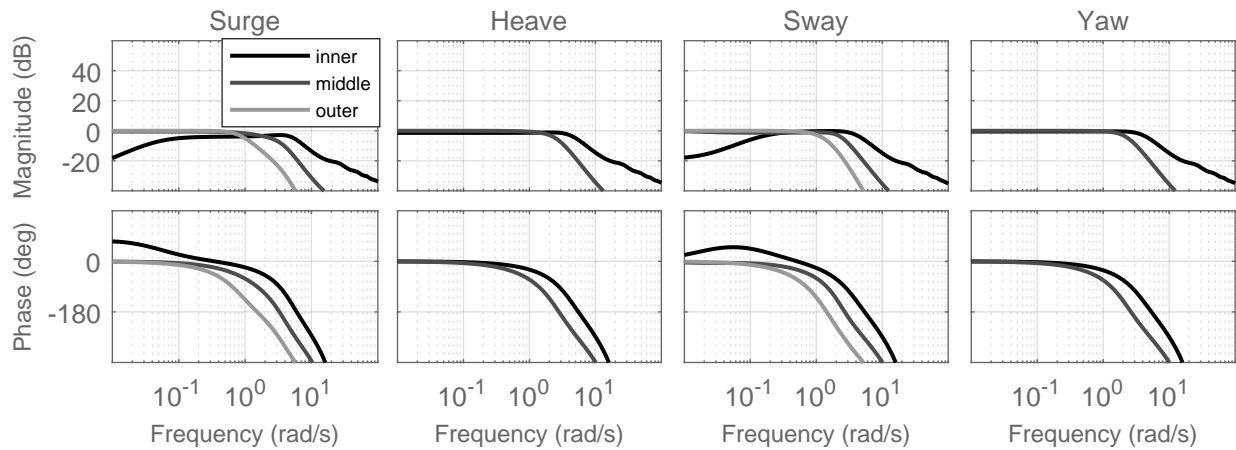 Surge Heave Sway Yaw
Magnitude (dB)
40
20
0
-20
inner
middle
outer
Phase (deg)
0
-180
10^-1 10^0 10^1 10^-1 10^0 10^1 10^-1 10^0 10^1 10^-1 10^0 10^1
Frequency (rad/s) Frequency (rad/s) Frequency (rad/s) Frequency (rad/s)